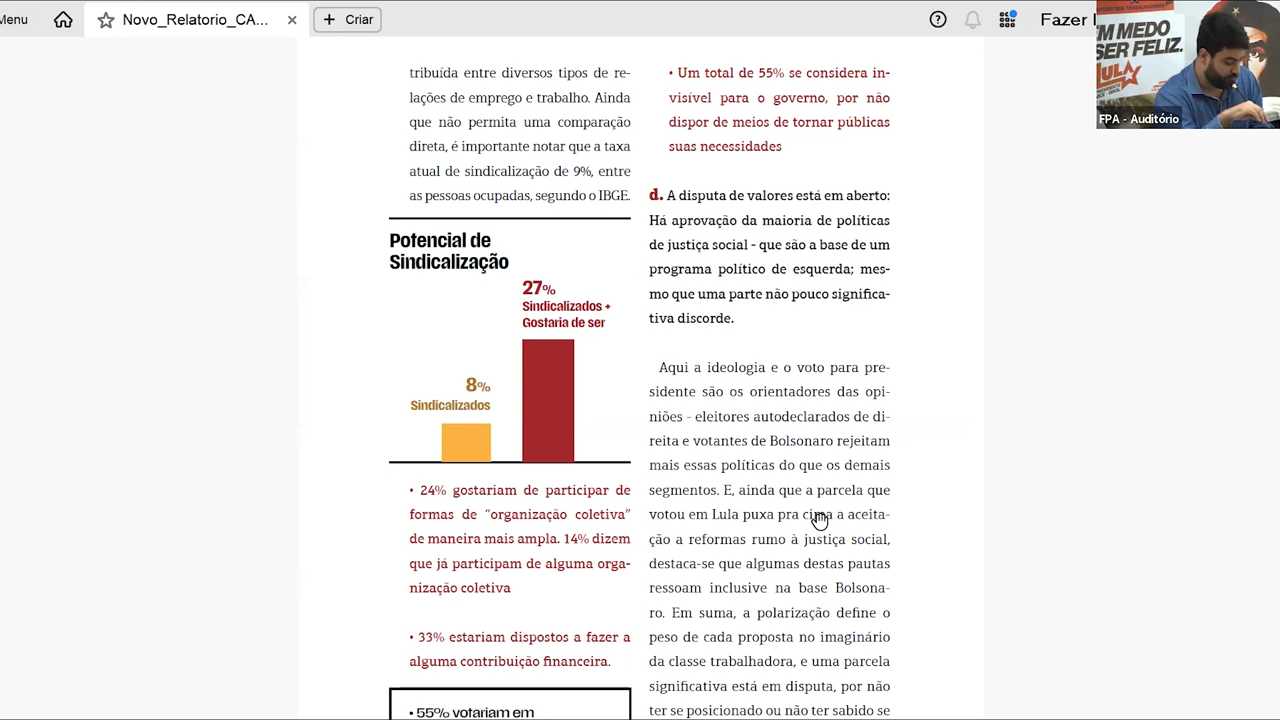 Menu
Novo_Relatorio_CA...
Criar
Fazer
EM MEDO
SER FELIZ.
LULA
FPA - Auditório
tribuída entre diversos tipos de re-
lações de emprego e trabalho. Ainda
que não permita uma comparação
direta, é importante notar que a taxa
atual de sindicalização de 9%, entre
as pessoas ocupadas, segundo o IBGE.
Potencial de
Sindicalização
27%
Sindicalizados +
Gostaria de ser
8%
Sindicalizados
• 24% gostariam de participar de
formas de “organização coletiva”
de maneira mais ampla. 14% dizem
que já participam de alguma orga-
nização coletiva
• 33% estariam dispostos a fazer a
alguma contribuição financeira.
• 55% votariam em
• Um total de 55% se considera in-
visível para o governo, por não
dispor de meios de tornar públicas
suas necessidades
d. A disputa de valores está em aberto:
Há aprovação da maioria de políticas
de justiça social - que são a base de um
programa político de esquerda; mes-
mo que uma parte não pouco significa-
tiva discorde.
Aqui a ideologia e o voto para pre-
sidente são os orientadores das opi-
niões - eleitores autodeclarados de di-
reita e votantes de Bolsonaro rejeitam
mais essas políticas do que os demais
segmentos. E, ainda que a parcela que
votou em Lula puxa pra cima a aceita-
ção a reformas rumo à justiça social,
destaca-se que algumas destas pautas
ressoam inclusive na base Bolsona-
ro. Em suma, a polarização define o
peso de cada proposta no imaginário
da classe trabalhadora, e uma parcela
significativa está em disputa, por não
ter se posicionado ou não ter sabido se